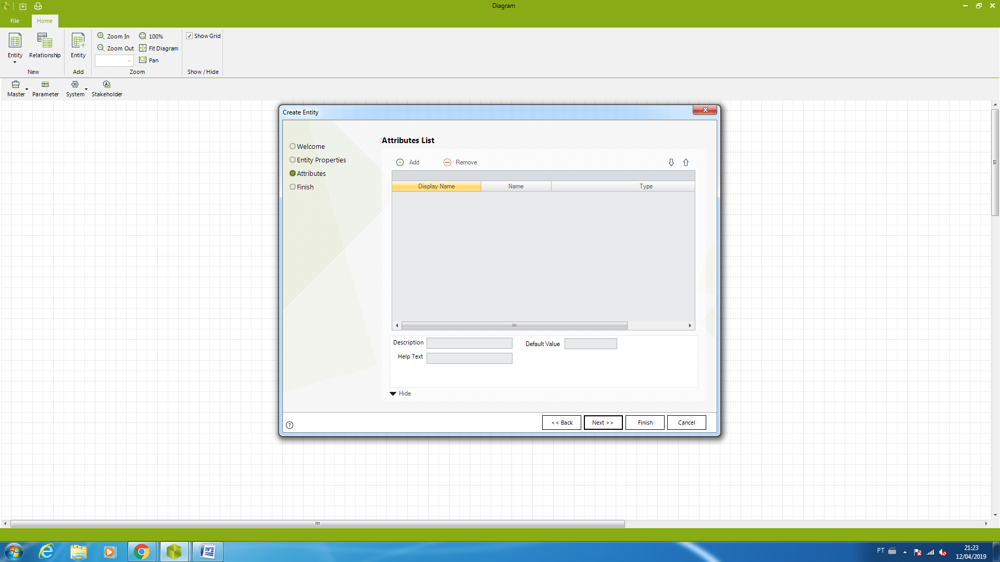 Diagram
File Home
Entity Relationship Entity Zoom In 100% Show Grid
Zoom Out Fit Diagram
Pan
New Add Zoom Show / Hide
Master Parameter System Stakeholder
Create Entity
Welcome
Entity Properties
Attributes
Finish
Attributes List
Add Remove
Display Name Name Type
Description Default Value
Help Text
Hide
? << Back Next >> Finish Cancel
PT 21:23
12/04/2019